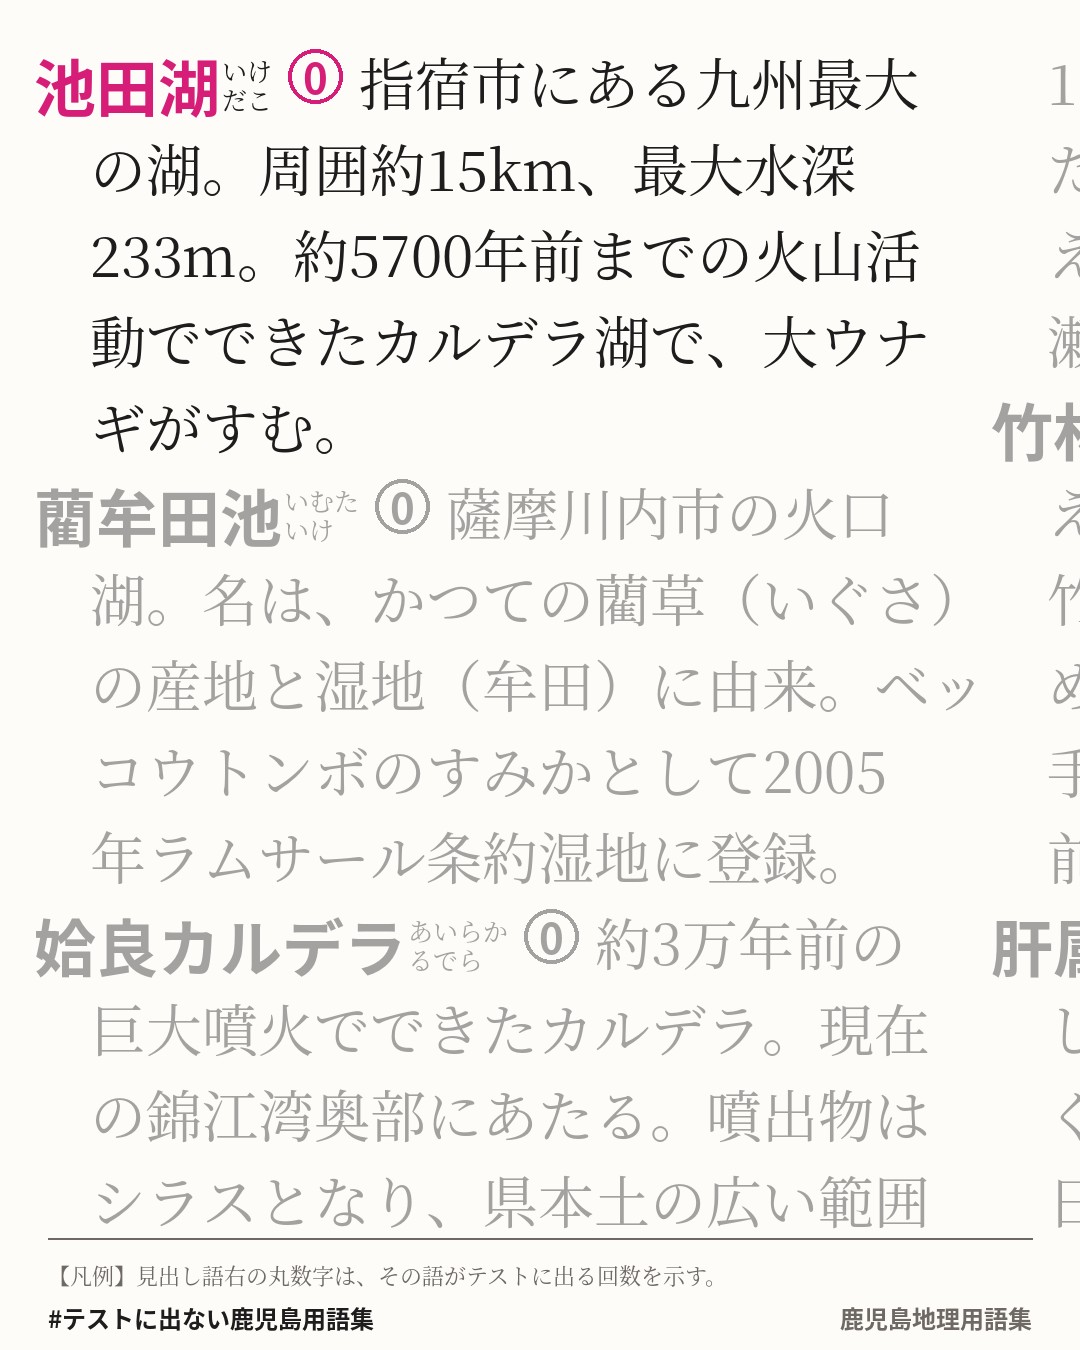 池田湖 いけだこ ⓪ 指宿市にある九州最大
の湖。周囲約15km、最大水深
233m。約5700年前までの火山活
動でできたカルデラ湖で、大ウナ
ギがすむ。
藺牟田池 いむたいけ ⓪ 薩摩川内市の火口
湖。名は、かつての藺草（いぐさ）
の産地と湿地（牟田）に由来。ベッ
コウトンボのすみかとして2005
年ラムサール条約湿地に登録。
姶良カルデラ あいらかるでら ⓪ 約3万年前の
巨大噴火でできたカルデラ。現在
の錦江湾奥部にあたる。噴出物は
シラスとなり、県本土の広い範囲
1
え
竹
え
め
手
前
肝
し
く
【凡例】見出し語右の丸数字は、その語がテストに出る回数を示す。
#テストに出ない鹿児島用語集
鹿児島地理用語集